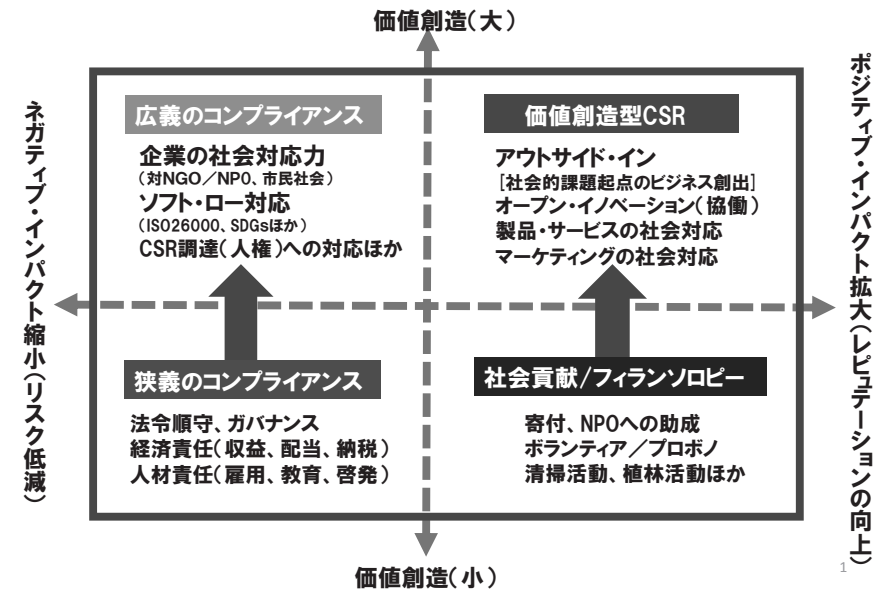 価値創造(大)
ネガティブ・インパクト縮小(リスク低減)
広義のコンプライアンス
企業の社会対応力
(対NGO/NPO、市民社会)
ソフト・ロー対応
(ISO26000、SDGsほか)
CSR調達(人権)への対応ほか
価値創造型CSR
アウトサイド・イン
[社会的課題起点のビジネス創出]
オープン・イノベーション(協働)
製品・サービスの社会対応
マーケティングの社会対応
狭義のコンプライアンス
法令順守、ガバナンス
経済責任(収益、配当、納税)
人材責任(雇用、教育、啓発)
社会貢献/フィランソロピー
寄付、NPOへの助成
ボランティア/プロボノ
清掃活動、植林活動ほか
ポジティブ・インパクト拡大(レピュテーションの向上)
価値創造(小)
1